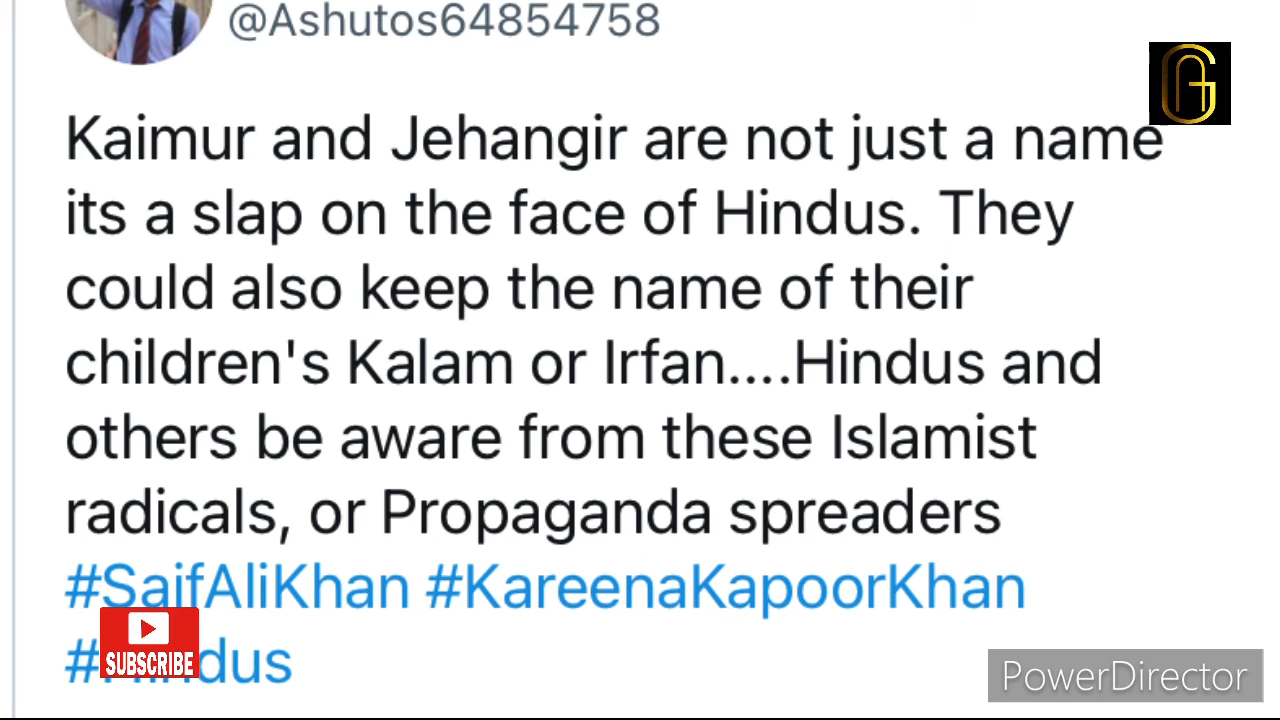 @Ashutos64854758
Kaimur and Jehangir are not just a name
its a slap on the face of Hindus. They
could also keep the name of their
children's Kalam or Irfan....Hindus and
others be aware from these Islamist
radicals, or Propaganda spreaders
#SaifAliKhan #KareenaKapoorKhan
#Hindus
SUBSCRIBE
PowerDirector